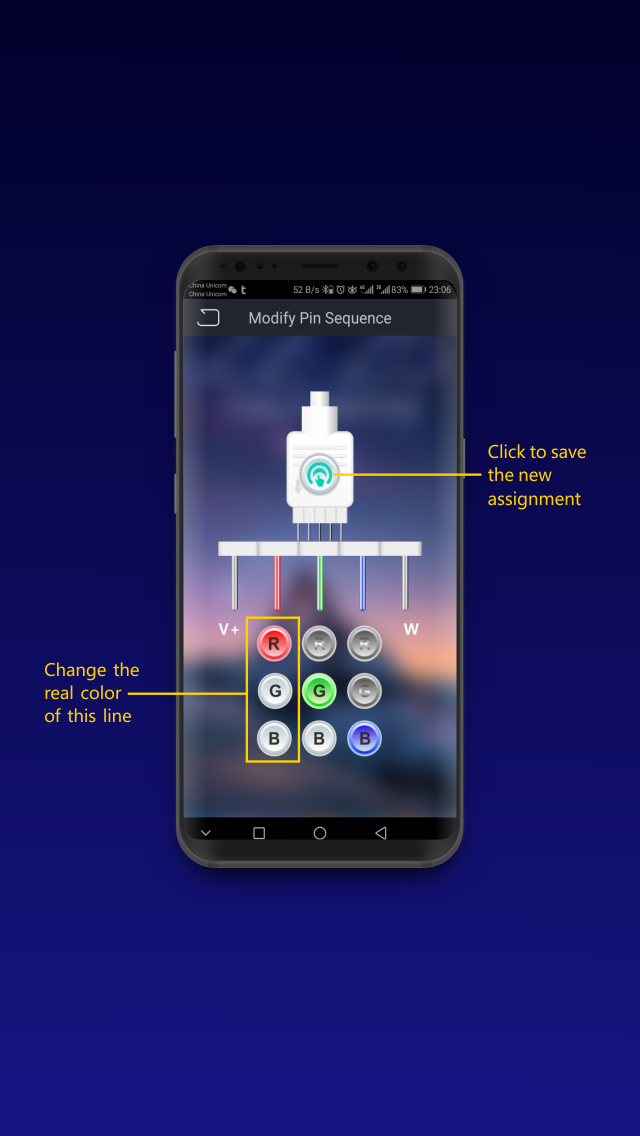 China Unicom
China Unicom
52 B/s
83%
23:06
Modify Pin Sequence
Click to save
the new
assignment
V+
W
R R R
Change the
real color
of this line
G G G
B B B